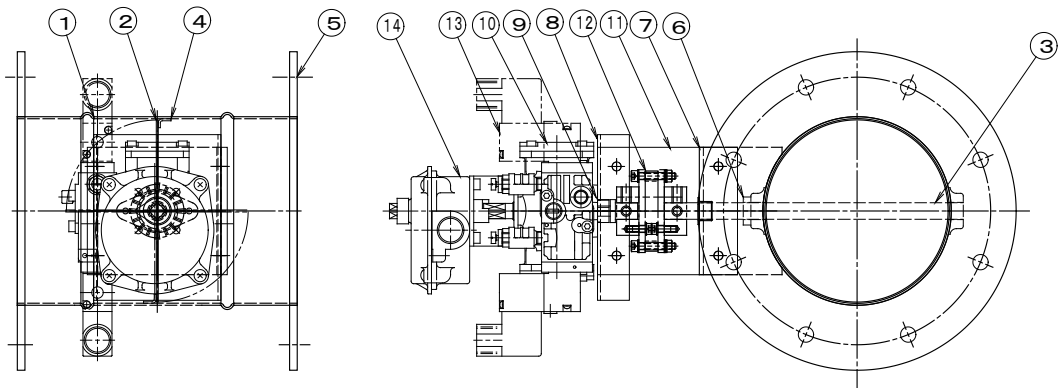 ① ② ④ ⑤ ⑭ ⑬ ⑩ ⑨ ⑧ ⑫ ⑪ ⑦ ⑥ ③